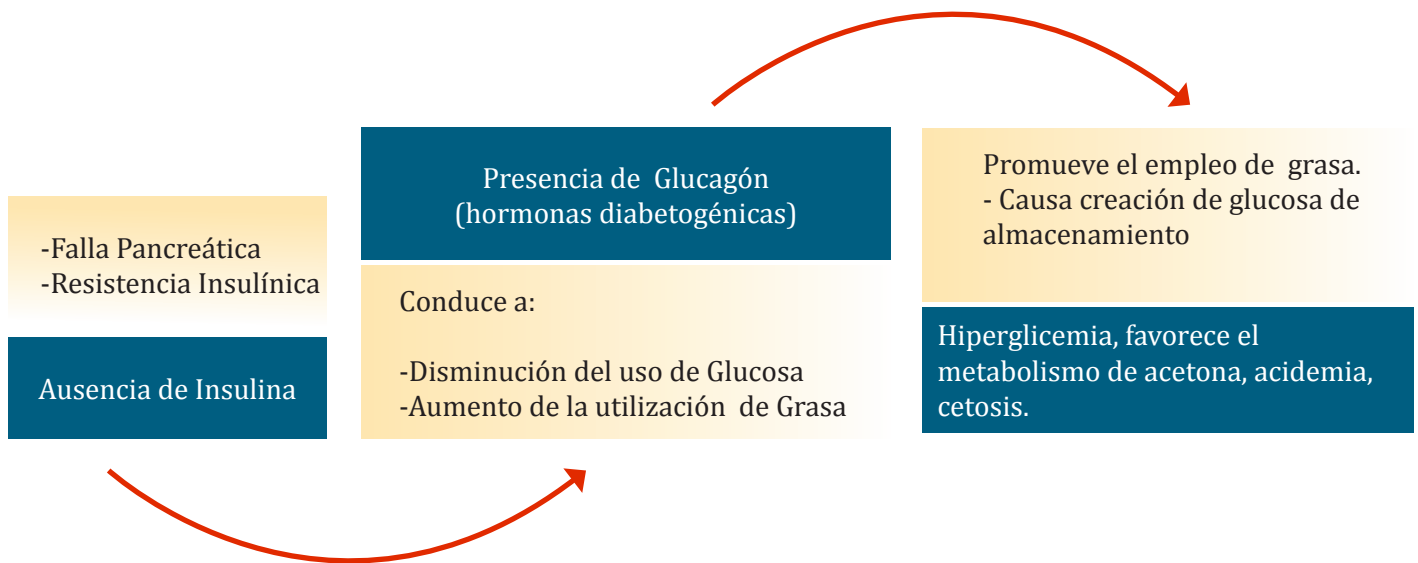 -Falla Pancreática
-Resistencia Insulínica
Ausencia de Insulina
Presencia de Glucagón
(hormonas diabetogénicas)
Conduce a:
-Disminución del uso de Glucosa
-Aumento de la utilización de Grasa
Promueve el empleo de grasa.
- Causa creación de glucosa de
almacenamiento
Hiperglicemia, favorece el
metabolismo de acetona, acidemia,
cetosis.